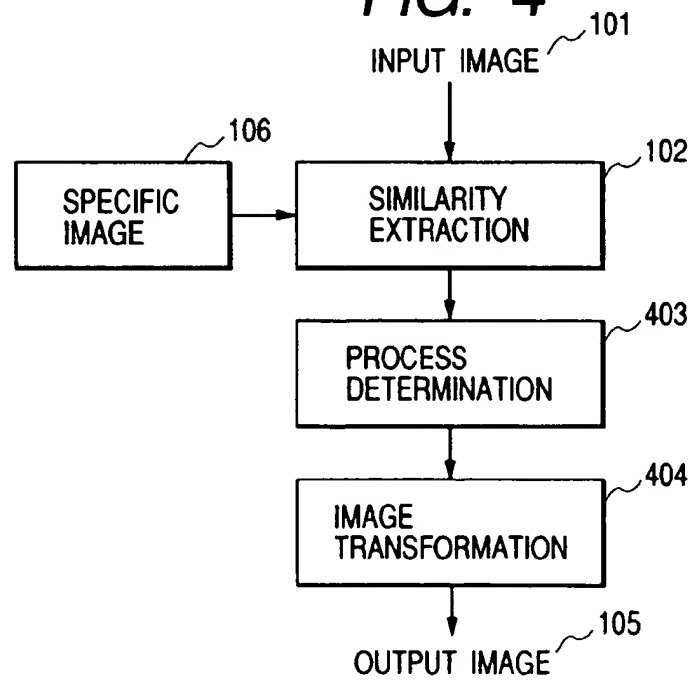 FIG. 4
101
INPUT IMAGE
106
102
SPECIFIC
IMAGE
SIMILARITY
EXTRACTION
403
PROCESS
DETERMINATION
404
IMAGE
TRANSFORMATION
105
OUTPUT IMAGE